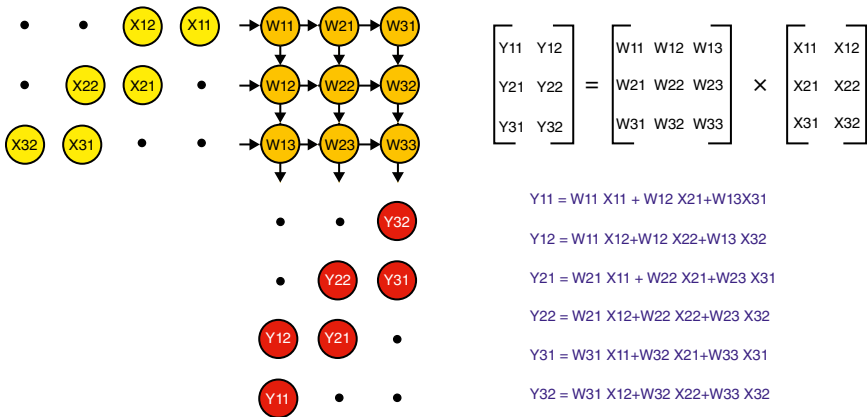 X12 X11 W11 W21 W31
X22 X21 W12 W22 W32
X32 X31 W13 W23 W33
Y32
Y22 Y31
Y12 Y21
Y11
Y11 Y12 = W11 W12 W13 × X11 X12
Y21 Y22 W21 W22 W23 X21 X22
Y31 Y32 W31 W32 W33 X31 X32
Y11 = W11 X11 + W12 X21+W13X31
Y12 = W11 X12+W12 X22+W13 X32
Y21 = W21 X11 + W22 X21+W23 X31
Y22 = W21 X12+W22 X22+W23 X32
Y31 = W31 X11+W32 X21+W33 X31
Y32 = W31 X12+W32 X22+W33 X32